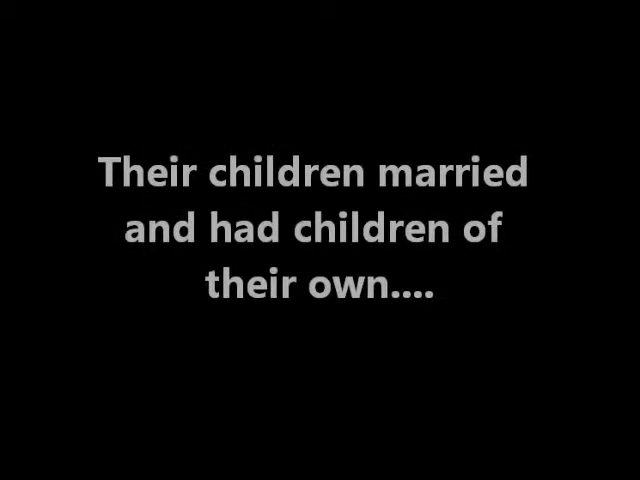 Their children married
and had children of
their own....